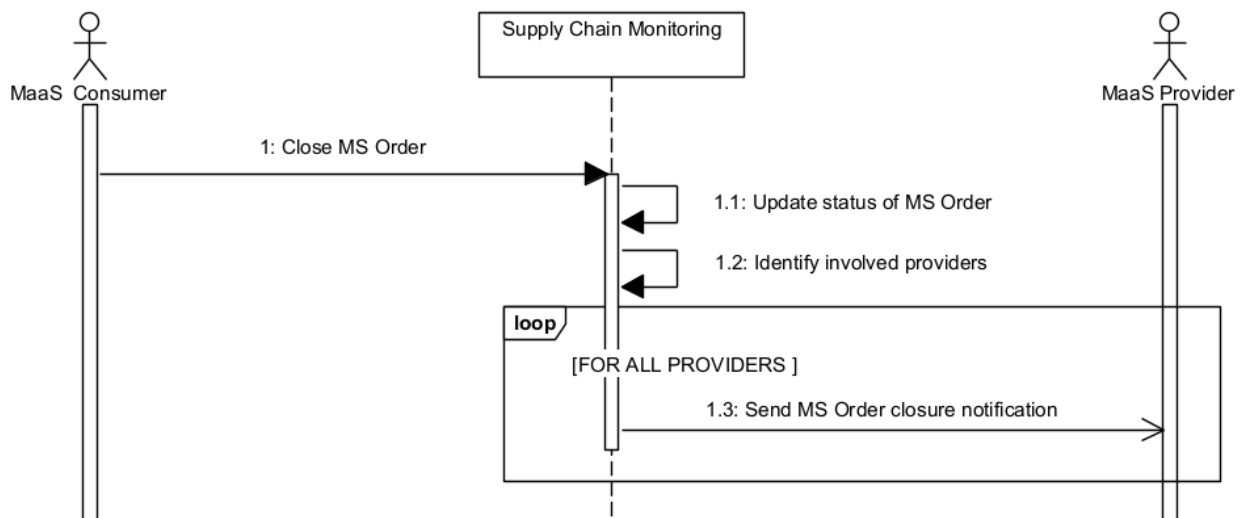 Supply Chain Monitoring
MaaS Consumer
MaaS Provider
1: Close MS Order
1.1: Update status of MS Order
1.2: Identify involved providers
loop
[FOR ALL PROVIDERS ]
1.3: Send MS Order closure notification